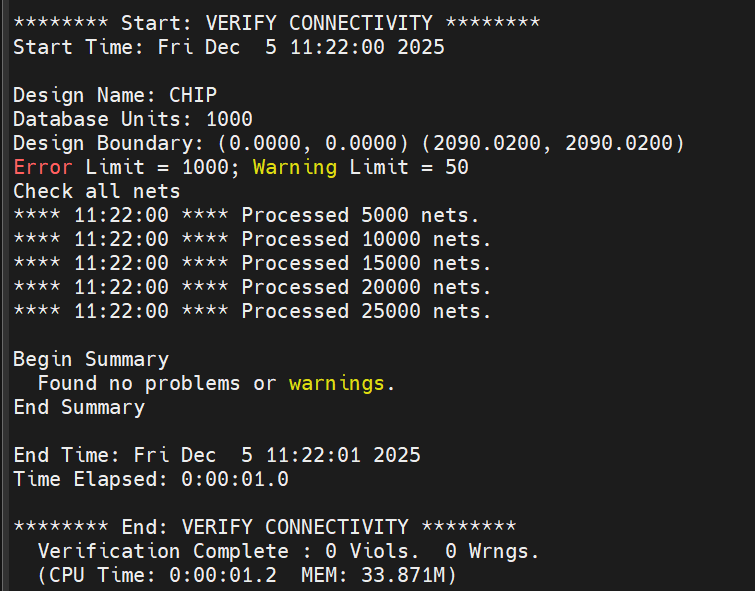 ******** Start: VERIFY CONNECTIVITY ********
Start Time: Fri Dec  5 11:22:00 2025

Design Name: CHIP
Database Units: 1000
Design Boundary: (0.0000, 0.0000) (2090.0200, 2090.0200)
Error Limit = 1000; Warning Limit = 50
Check all nets
**** 11:22:00 **** Processed 5000 nets.
**** 11:22:00 **** Processed 10000 nets.
**** 11:22:00 **** Processed 15000 nets.
**** 11:22:00 **** Processed 20000 nets.
**** 11:22:00 **** Processed 25000 nets.

Begin Summary
  Found no problems or warnings.
End Summary

End Time: Fri Dec  5 11:22:01 2025
Time Elapsed: 0:00:01.0

******** End: VERIFY CONNECTIVITY ********
  Verification Complete : 0 Viols.  0 Wrngs.
  (CPU Time: 0:00:01.2  MEM: 33.871M)